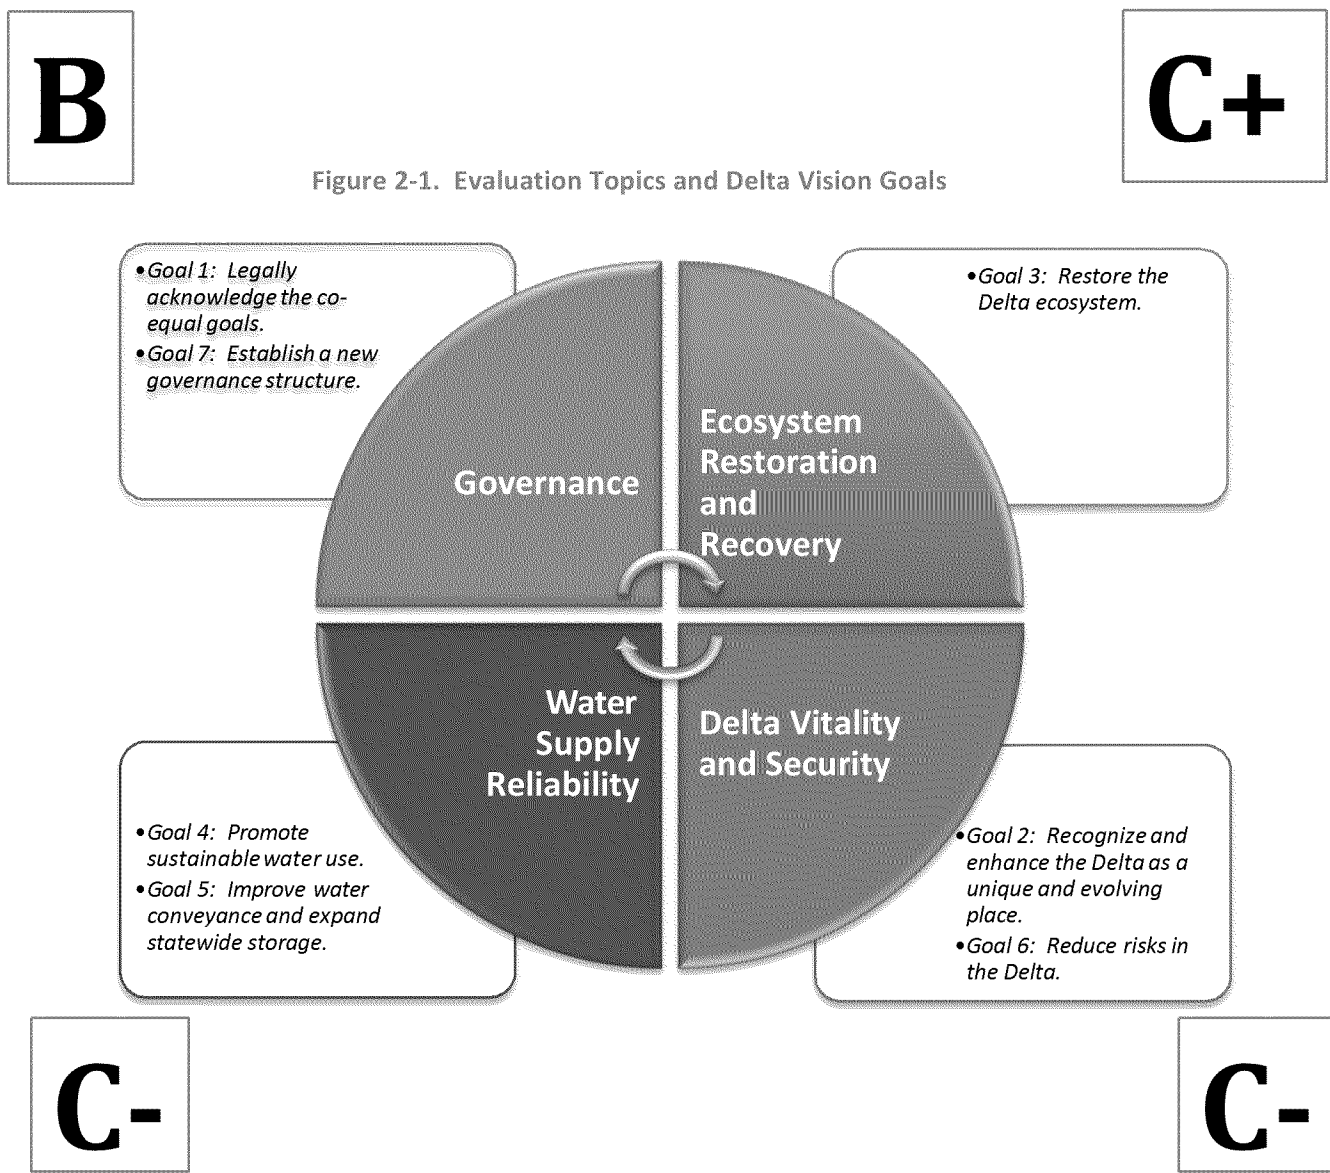 B
C+
Figure 2-1.  Evaluation Topics and Delta Vision Goals
•Goal 1:  Legally
acknowledge the co-
equal goals.
•Goal 7:  Establish a new
governance structure.
•Goal 3:  Restore the
Delta ecosystem.
Governance
Ecosystem
Restoration
and
Recovery
Water
Supply
Reliability
Delta Vitality
and Security
•Goal 4:  Promote
sustainable water use.
•Goal 5:  Improve water
conveyance and expand
statewide storage.
•Goal 2:  Recognize and
enhance the Delta as a
unique and evolving
place.
•Goal 6:  Reduce risks in
the Delta.
C-
C-